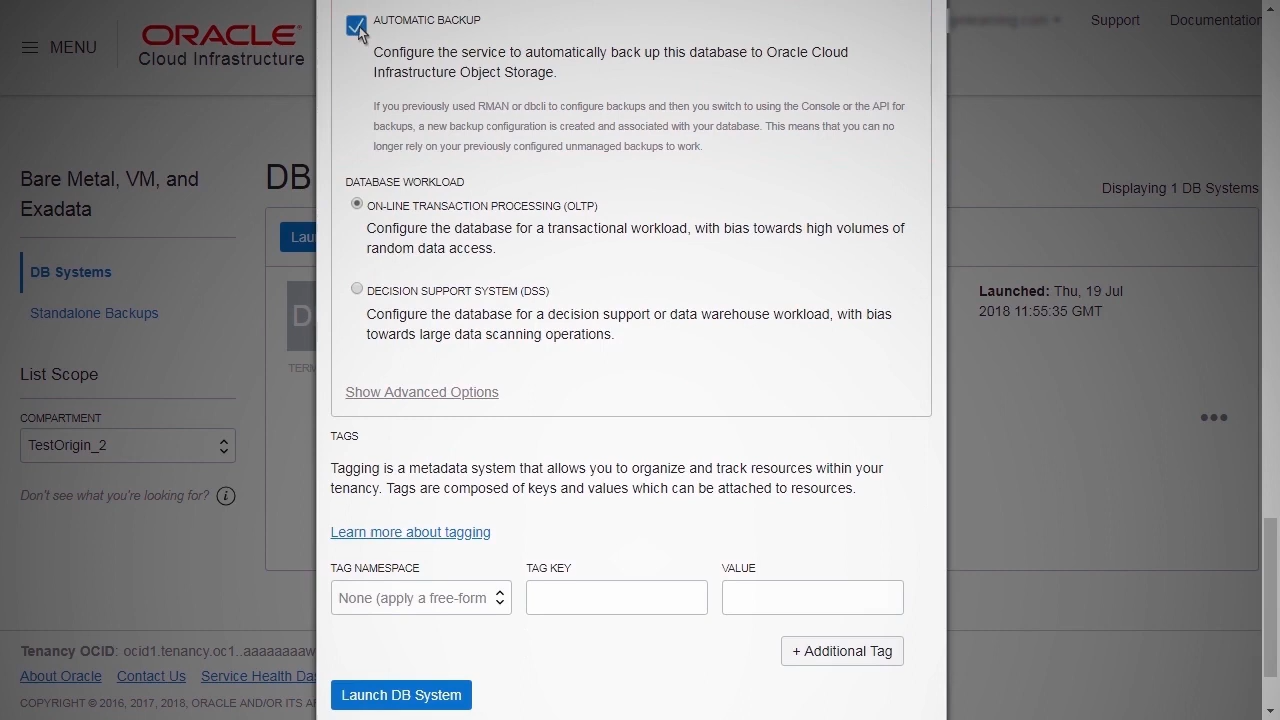 MENU
ORACLE
Cloud Infrastructure
Support
Documentation
Bare Metal, VM, and
Exadata
DB Systems
Standalone Backups
List Scope
COMPARTMENT
TestOrigin_2
Don't see what you're looking for?
DB
Displaying 1 DB Systems
Lau
D
TERM
Launched: Thu, 19 Jul
2018 11:55:35 GMT
AUTOMATIC BACKUP
Configure the service to automatically back up this database to Oracle Cloud
Infrastructure Object Storage.
If you previously used RMAN or dbcli to configure backups and then you switch to using the Console or the API for
backups, a new backup configuration is created and associated with your database. This means that you can no
longer rely on your previously configured unmanaged backups to work.
DATABASE WORKLOAD
ON-LINE TRANSACTION PROCESSING (OLTP)
Configure the database for a transactional workload, with bias towards high volumes of
random data access.
DECISION SUPPORT SYSTEM (DSS)
Configure the database for a decision support or data warehouse workload, with bias
towards large data scanning operations.
Show Advanced Options
TAGS
Tagging is a metadata system that allows you to organize and track resources within your
tenancy. Tags are composed of keys and values which can be attached to resources.
Learn more about tagging
TAG NAMESPACE
TAG KEY
VALUE
None (apply a free-form
+ Additional Tag
Launch DB System
Tenancy OCID: ocid1.tenancy.oc1..aaaaaaaaw
About Oracle
Contact Us
Service Health Das
COPYRIGHT © 2016, 2017, 2018, ORACLE AND/OR ITS AF